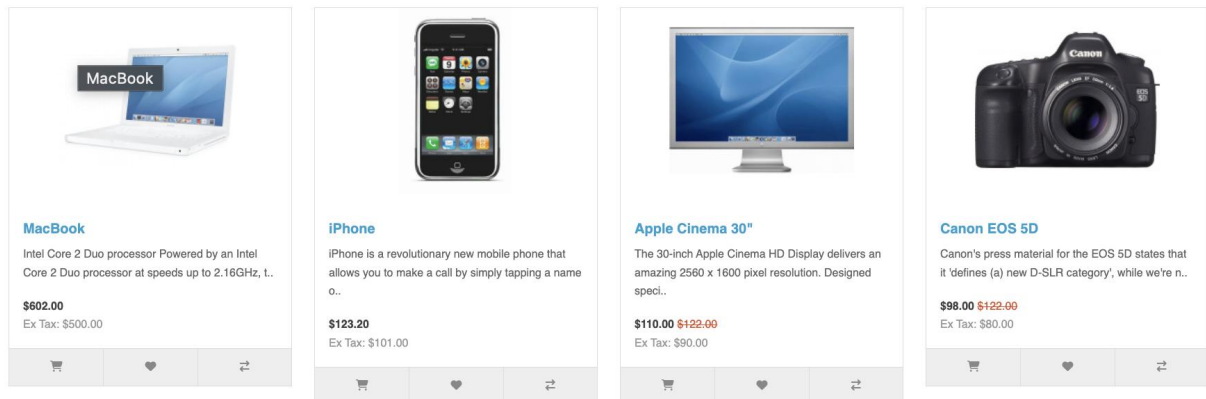 MacBook
MacBook
Intel Core 2 Duo processor Powered by an Intel
Core 2 Duo processor at speeds up to 2.16GHz, t..
$602.00
Ex Tax: $500.00
iPhone
iPhone is a revolutionary new mobile phone that
allows you to make a call by simply tapping a name
o..
$123.20
Ex Tax: $101.00
Apple Cinema 30"
The 30-inch Apple Cinema HD Display delivers an
amazing 2560 x 1600 pixel resolution. Designed
speci..
$110.00 $122.00
Ex Tax: $90.00
Canon
EOS
5D
Canon EOS 5D
Canon's press material for the EOS 5D states that
it 'defines (a) new D-SLR category', while we're n..
$98.00 $122.00
Ex Tax: $80.00